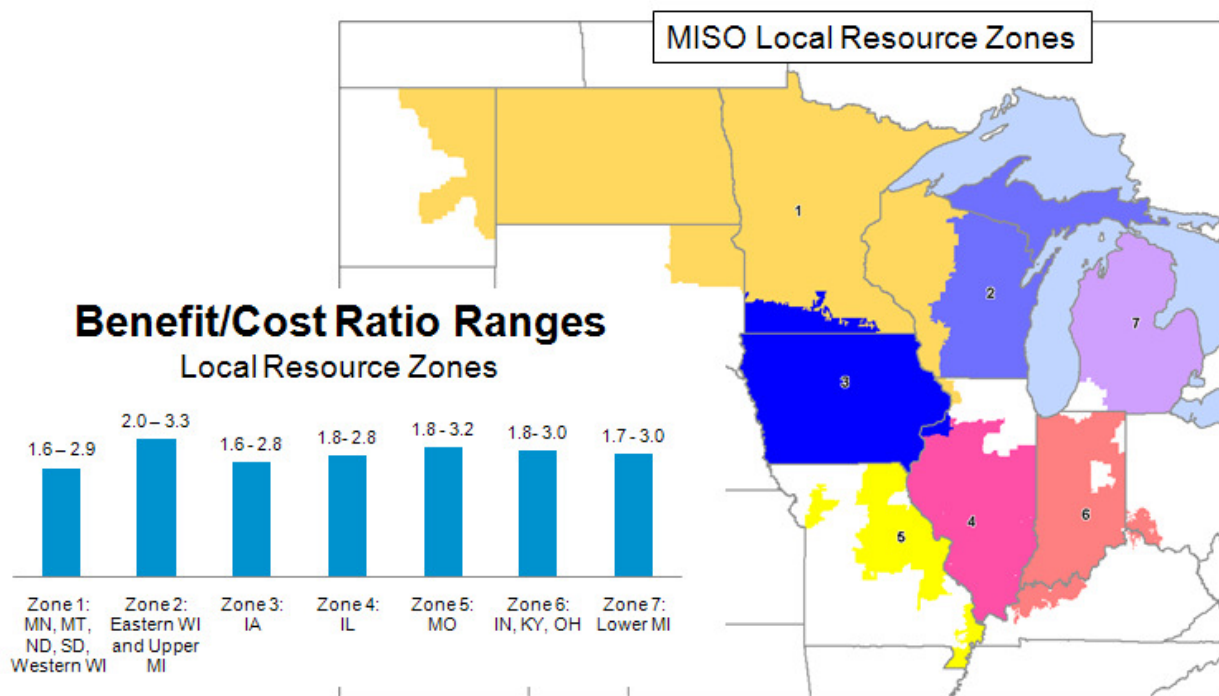 MISO Local Resource Zones
1
2
7
3
4
6
5
Benefit/Cost Ratio Ranges
Local Resource Zones
1.6 – 2.9
2.0 – 3.3
1.6 - 2.8
1.8 - 2.8
1.8 - 3.2
1.8 - 3.0
1.7 - 3.0
Zone 1:
MN, MT,
ND, SD,
Western WI
Zone 2:
Eastern WI
and Upper
MI
Zone 3:
IA
Zone 4:
IL
Zone 5:
MO
Zone 6:
IN, KY, OH
Zone 7:
Lower MI